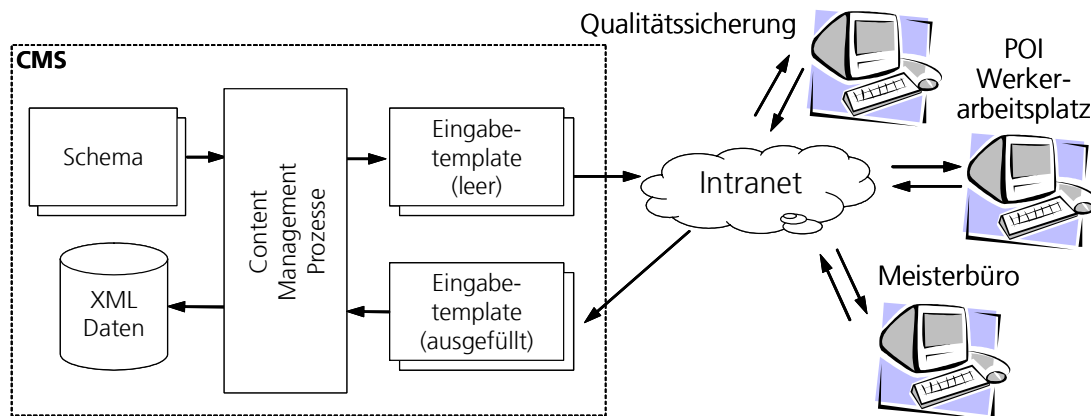 Qualitätssicherung
CMS
POI
Werker-
arbeitsplatz
Schema
Content
Management
Prozesse
Eingabe-
template
(leer)
Intranet
XML
Daten
Eingabe-
template
(ausgefüllt)
Meisterbüro